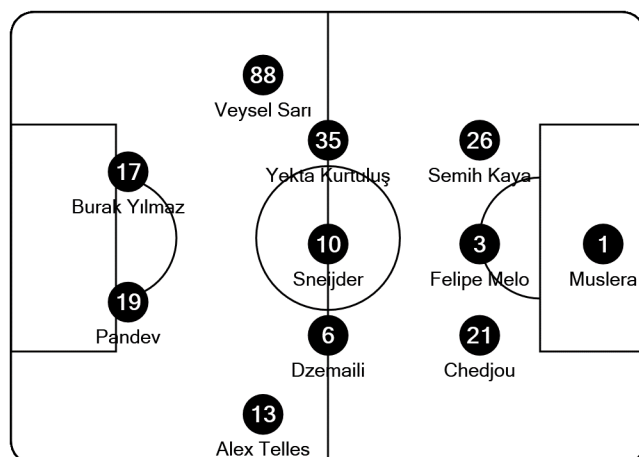 88
Veysel Sarı
35
Yekta Kurtuluş
26
Semih Kaya
17
Burak Yılmaz
10
Sneijder
3
Felipe Melo
1
Muslera
19
Pandev
6
Dzemaili
21
Chedjou
13
Alex Telles